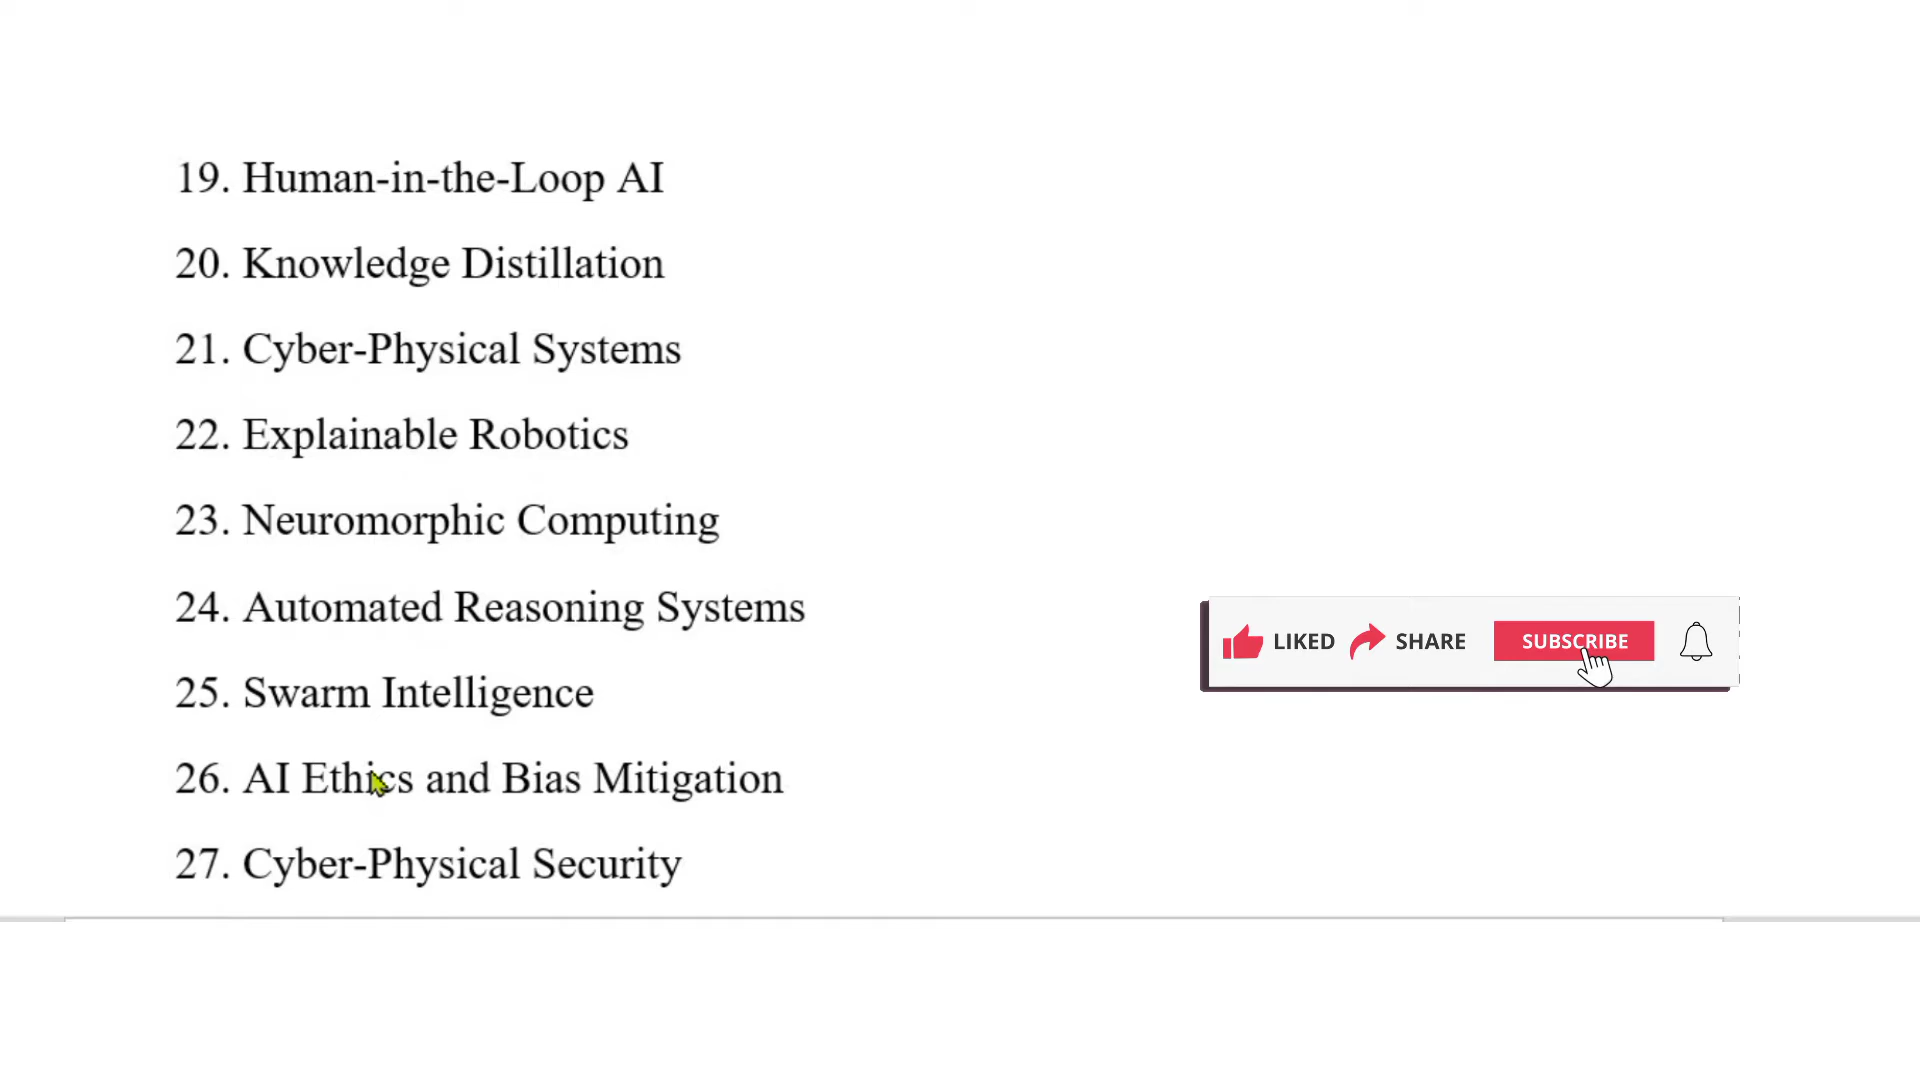 19. Human-in-the-Loop AI
20. Knowledge Distillation
21. Cyber-Physical Systems
22. Explainable Robotics
23. Neuromorphic Computing
24. Automated Reasoning Systems
LIKED SHARE SUBSCRIBE
25. Swarm Intelligence
26. AI Ethics and Bias Mitigation
27. Cyber-Physical Security